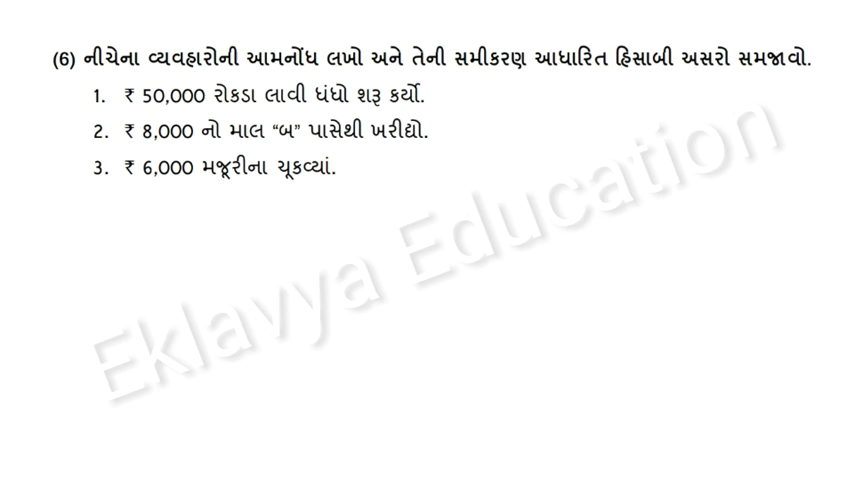 (6) નીચેના વ્યવહારોની આમનોંધ લખો અને તેની સમીકરણ આધારિત હિસાબી અસરો સમજાવો.
1. ₹ 50,000 રોકડા લાવી ધંધો શરૂ કર્યો.
2. ₹ 8,000 નો માલ “બ” પાસેથી ખરીદ્યો.
3. ₹ 6,000 મજૂરીના ચૂકવ્યાં.
Eklavya Education